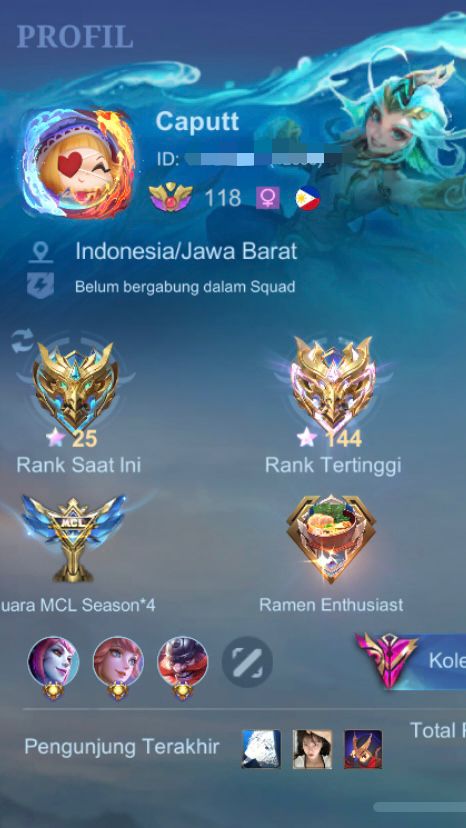 PROFIL
Caputt
ID:
118
Indonesia/Jawa Barat
Belum bergabung dalam Squad
25
144
Rank Saat Ini
Rank Tertinggi
MCL
uara MCL Season*4
Ramen Enthusiast
Kole
Pengunjung Terakhir
Total